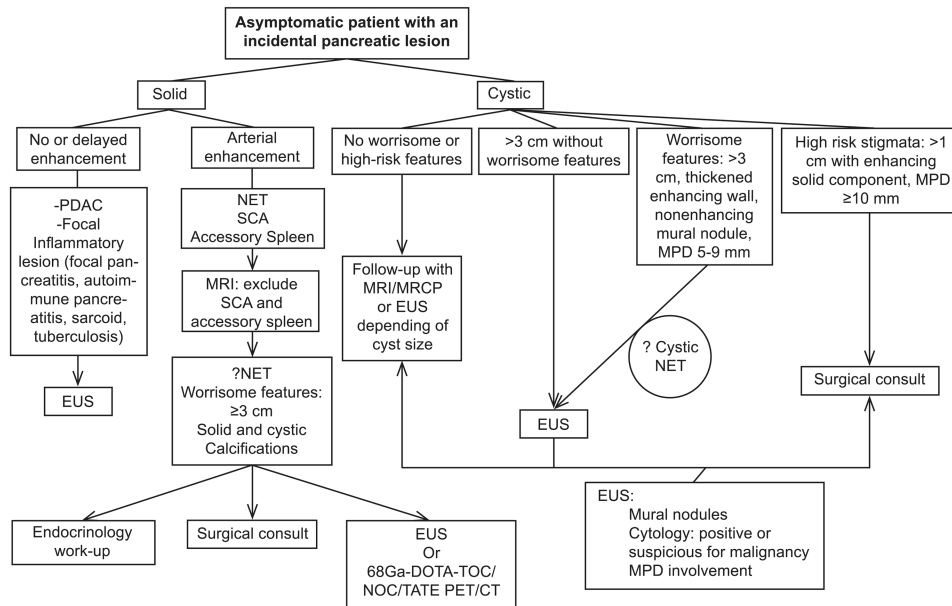 Asymptomatic patient with an
incidental pancreatic lesion
Solid
Cystic
No or delayed
enhancement
Arterial
enhancement
No worrisome or
high-risk features
>3 cm without
worrisome features
Worrisome
features: >3
cm, thickened
enhancing wall,
nonenhancing
mural nodule,
MPD 5-9 mm
High risk stigmata: >1
cm with enhancing
solid component, MPD
≥10 mm
-PDAC
-Focal
Inflammatory
lesion (focal pan-
creatitis, autoim-
mune pancre-
atitis, sarcoid,
tuberculosis)
NET
SCA
Accessory Spleen
MRI: exclude
SCA and
accessory spleen
Follow-up with
MRI/MRCP
or EUS
depending of
cyst size
? Cystic
NET
?NET
Worrisome features:
≥3 cm
Solid and cystic
Calcifications
Surgical consult
EUS
EUS
EUS:
Mural nodules
Cytology: positive or
suspicious for malignancy
MPD involvement
Endocrinology
work-up
Surgical consult
EUS
Or
68Ga-DOTA-TOC/
NOC/TATE PET/CT